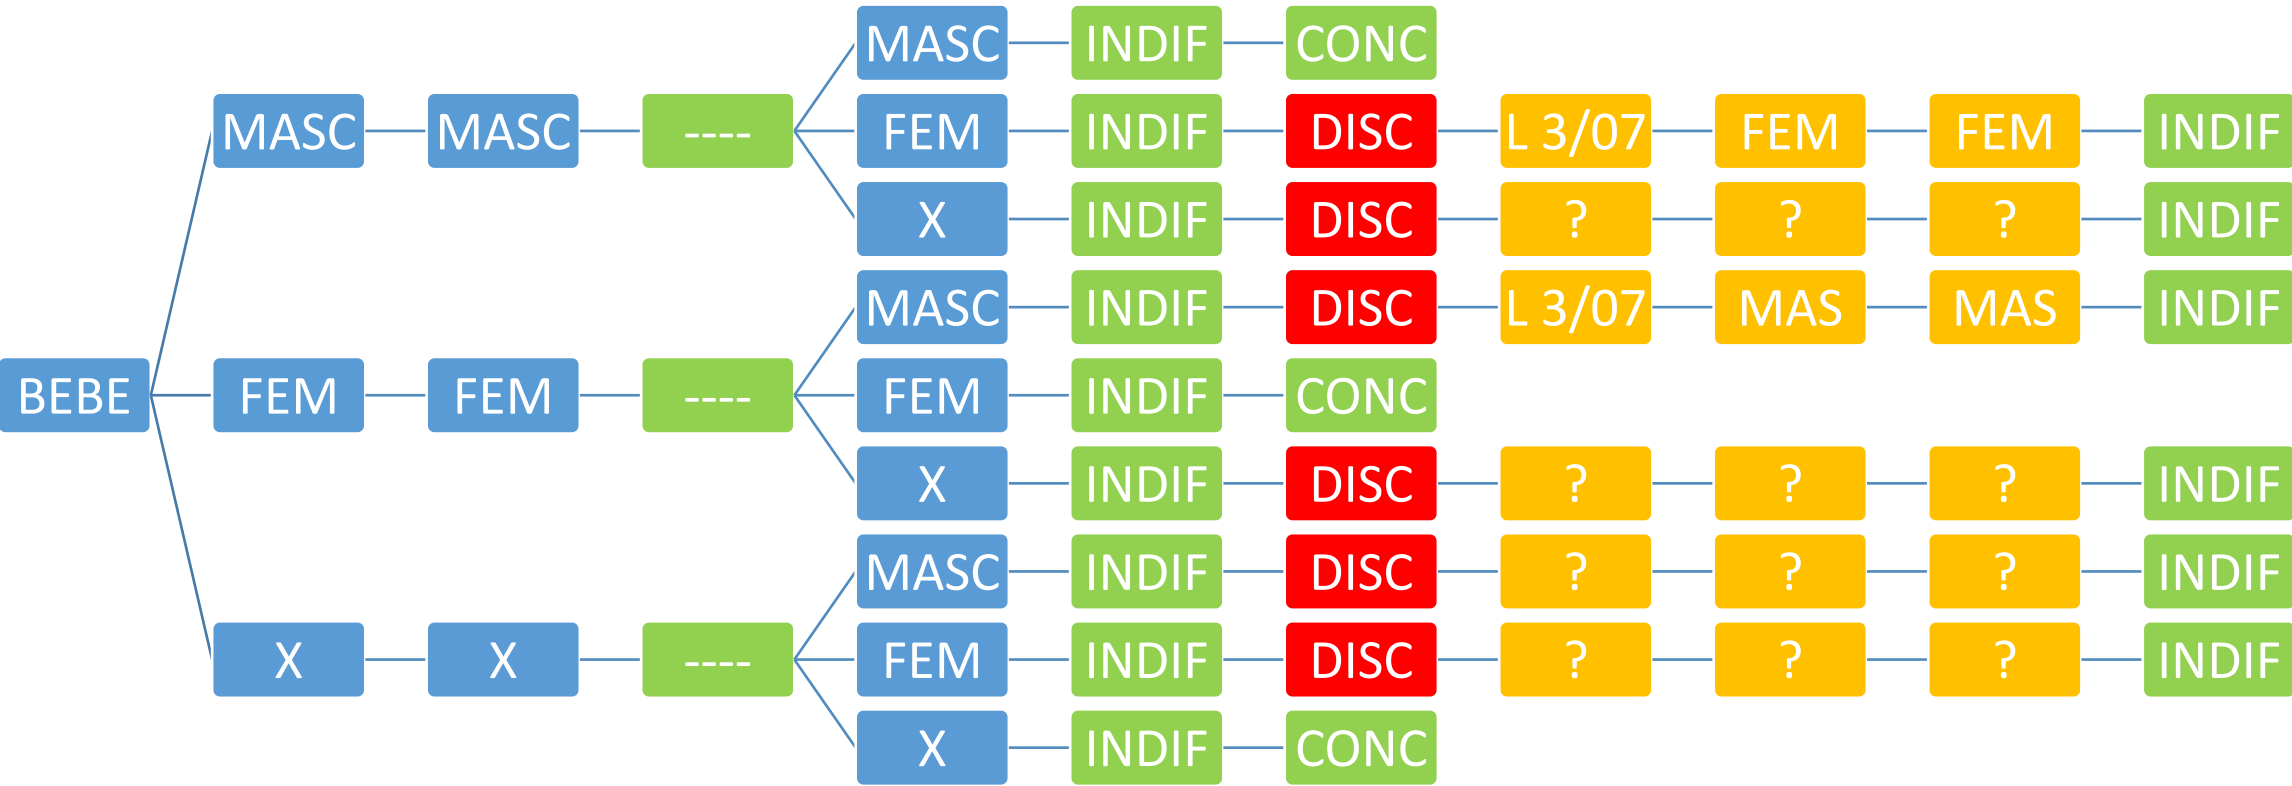 MASC INDIF CONC
MASC MASC ---- FEM INDIF DISC L 3/07 FEM FEM INDIF
X INDIF DISC ? ? ? INDIF
MASC INDIF DISC L 3/07 MAS MAS INDIF
BEBE FEM FEM ---- FEM INDIF CONC
X INDIF DISC ? ? ? INDIF
MASC INDIF DISC ? ? ? INDIF
X X ---- FEM INDIF DISC ? ? ? INDIF
X INDIF CONC